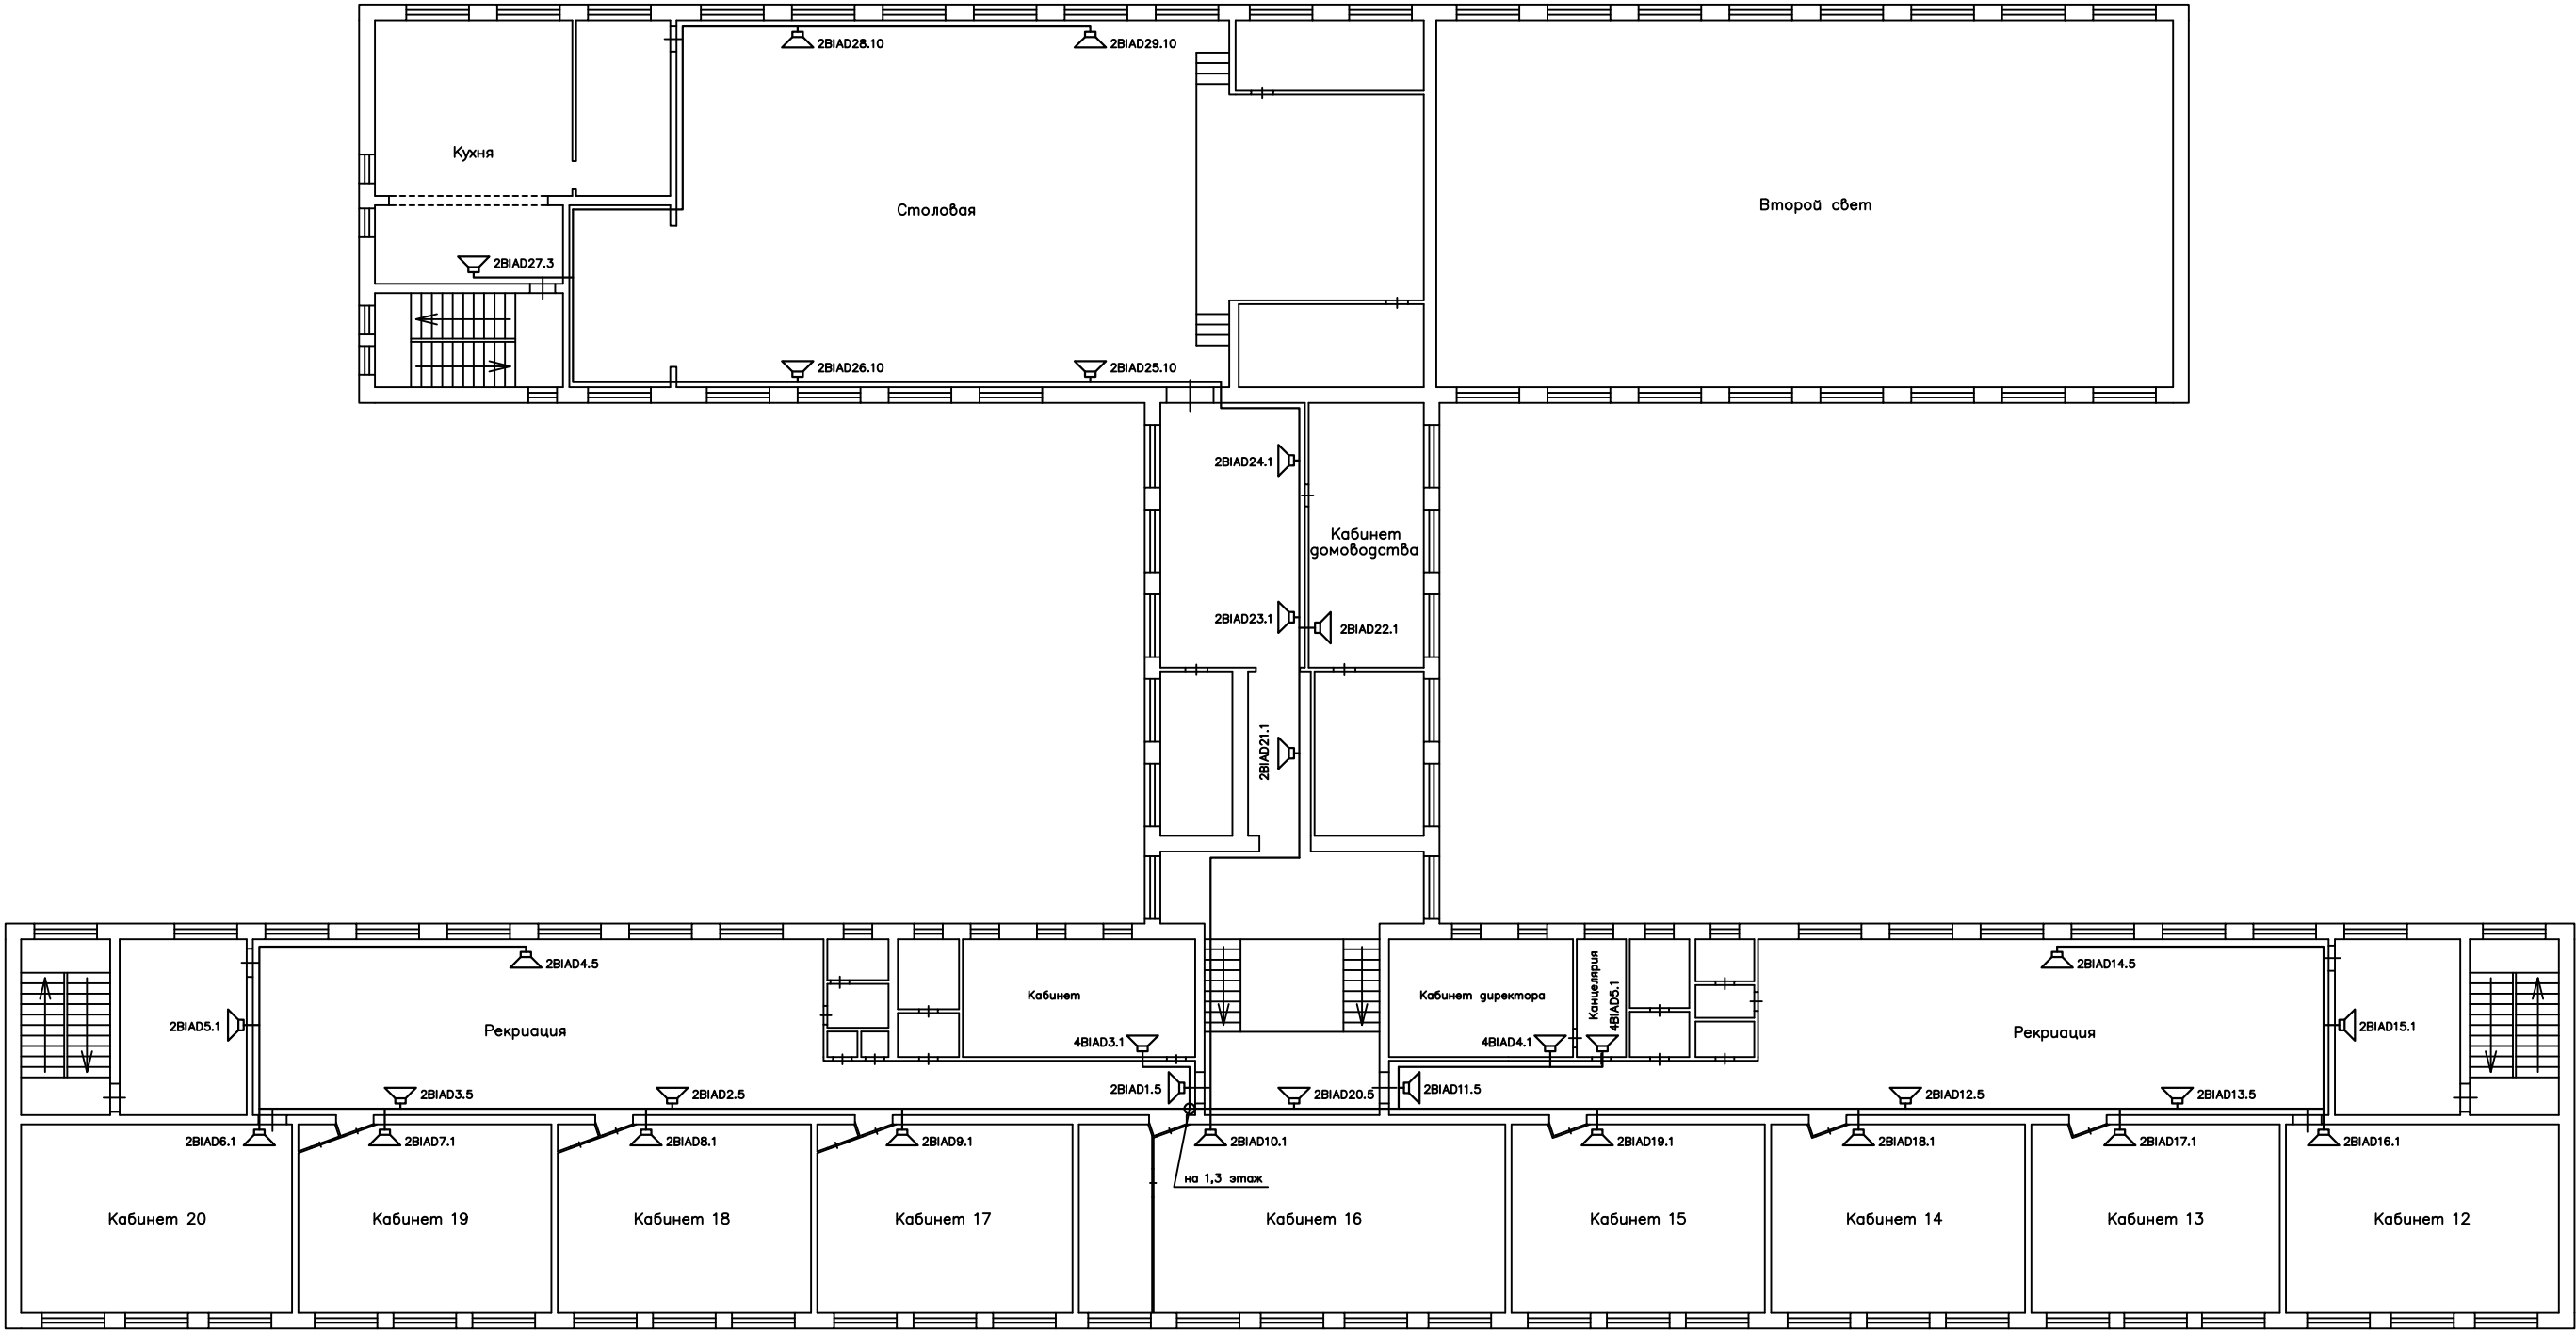 2BIAD28.10
2BIAD29.10
Кухня
Столовая
Второй свет
2BIAD27.3
2BIAD26.10
2BIAD25.10
2BIAD24.1
Кабинет
домоводства
2BIAD23.1
2BIAD22.1
2BIAD21.1
2BIAD4.5
2BIAD14.5
Кабинет
Кабинет директора
Канцелярия
4BIAD5.1
2BIAD5.1
Рекриация
Рекриация
2BIAD15.1
4BIAD3.1
4BIAD4.1
2BIAD3.5
2BIAD2.5
2BIAD1.5
2BIAD20.5
2BIAD11.5
2BIAD12.5
2BIAD13.5
2BIAD6.1
2BIAD7.1
2BIAD8.1
2BIAD9.1
2BIAD10.1
2BIAD19.1
2BIAD18.1
2BIAD17.1
2BIAD16.1
на 1,3 этаж
Кабинет 20
Кабинет 19
Кабинет 18
Кабинет 17
Кабинет 16
Кабинет 15
Кабинет 14
Кабинет 13
Кабинет 12